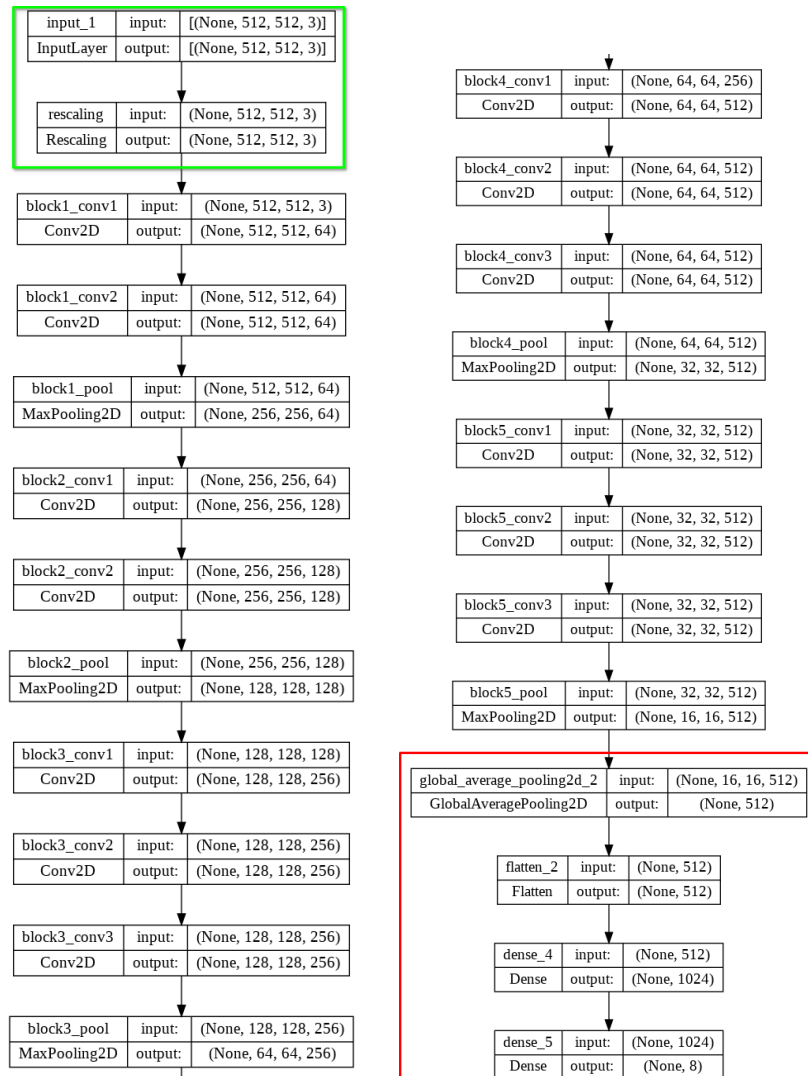 input_1 input: [(None, 512, 512, 3)]
InputLayer output: [(None, 512, 512, 3)]
rescaling input: (None, 512, 512, 3)
Rescaling output: (None, 512, 512, 3)
block1_conv1 input: (None, 512, 512, 3)
Conv2D output: (None, 512, 512, 64)
block1_conv2 input: (None, 512, 512, 64)
Conv2D output: (None, 512, 512, 64)
block1_pool input: (None, 512, 512, 64)
MaxPooling2D output: (None, 256, 256, 64)
block2_conv1 input: (None, 256, 256, 64)
Conv2D output: (None, 256, 256, 128)
block2_conv2 input: (None, 256, 256, 128)
Conv2D output: (None, 256, 256, 128)
block2_pool input: (None, 256, 256, 128)
MaxPooling2D output: (None, 128, 128, 128)
block3_conv1 input: (None, 128, 128, 128)
Conv2D output: (None, 128, 128, 256)
block3_conv2 input: (None, 128, 128, 256)
Conv2D output: (None, 128, 128, 256)
block3_conv3 input: (None, 128, 128, 256)
Conv2D output: (None, 128, 128, 256)
block3_pool input: (None, 128, 128, 256)
MaxPooling2D output: (None, 64, 64, 256)
block4_conv1 input: (None, 64, 64, 256)
Conv2D output: (None, 64, 64, 512)
block4_conv2 input: (None, 64, 64, 512)
Conv2D output: (None, 64, 64, 512)
block4_conv3 input: (None, 64, 64, 512)
Conv2D output: (None, 64, 64, 512)
block4_pool input: (None, 64, 64, 512)
MaxPooling2D output: (None, 32, 32, 512)
block5_conv1 input: (None, 32, 32, 512)
Conv2D output: (None, 32, 32, 512)
block5_conv2 input: (None, 32, 32, 512)
Conv2D output: (None, 32, 32, 512)
block5_conv3 input: (None, 32, 32, 512)
Conv2D output: (None, 32, 32, 512)
block5_pool input: (None, 32, 32, 512)
MaxPooling2D output: (None, 16, 16, 512)
global_average_pooling2d_2 input: (None, 16, 16, 512)
GlobalAveragePooling2D output: (None, 512)
flatten_2 input: (None, 512)
Flatten output: (None, 512)
dense_4 input: (None, 512)
Dense output: (None, 1024)
dense_5 input: (None, 1024)
Dense output: (None, 8)